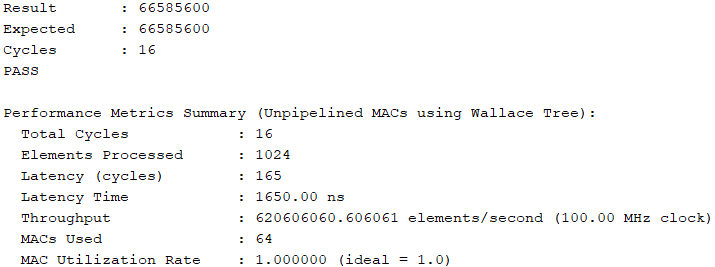 Result         : 66585600
Expected       : 66585600
Cycles         : 16
PASS

Performance Metrics Summary (Unpipelined MACs using Wallace Tree):
  Total Cycles             : 16
  Elements Processed       : 1024
  Latency (cycles)         : 165
  Latency Time             : 1650.00 ns
  Throughput               : 620606060.606061 elements/second (100.00 MHz clock)
  MACs Used                : 64
  MAC Utilization Rate     : 1.000000 (ideal = 1.0)